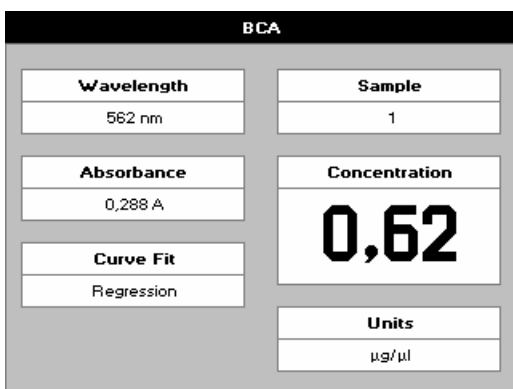 BCA
Wavelength
562 nm
Sample
1
Absorbance
0,288 A
Concentration
0,62
Curve Fit
Regression
Units
µg/µl